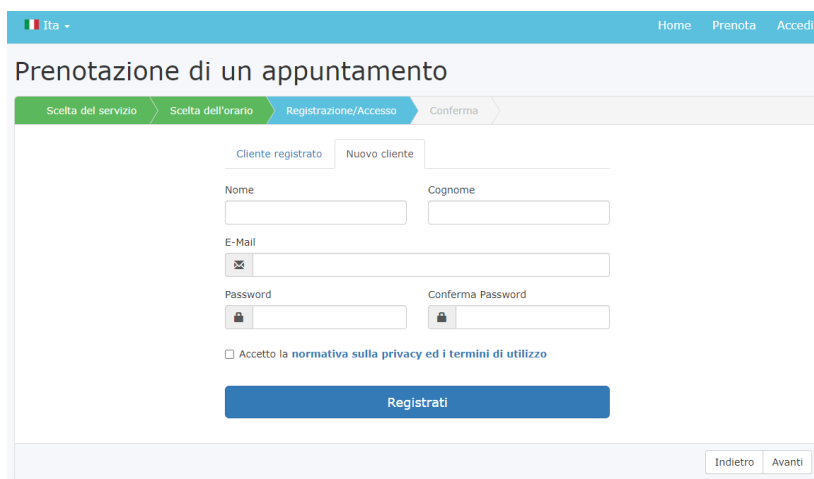 Ita Home Prenota Accedi
Prenotazione di un appuntamento
Scelta del servizio Scelta dell'orario Registrazione/Accesso Conferma
Cliente registrato Nuovo cliente
Nome Cognome
E-Mail
Password Conferma Password
Accetto la normativa sulla privacy ed i termini di utilizzo
Registrati
Indietro Avanti